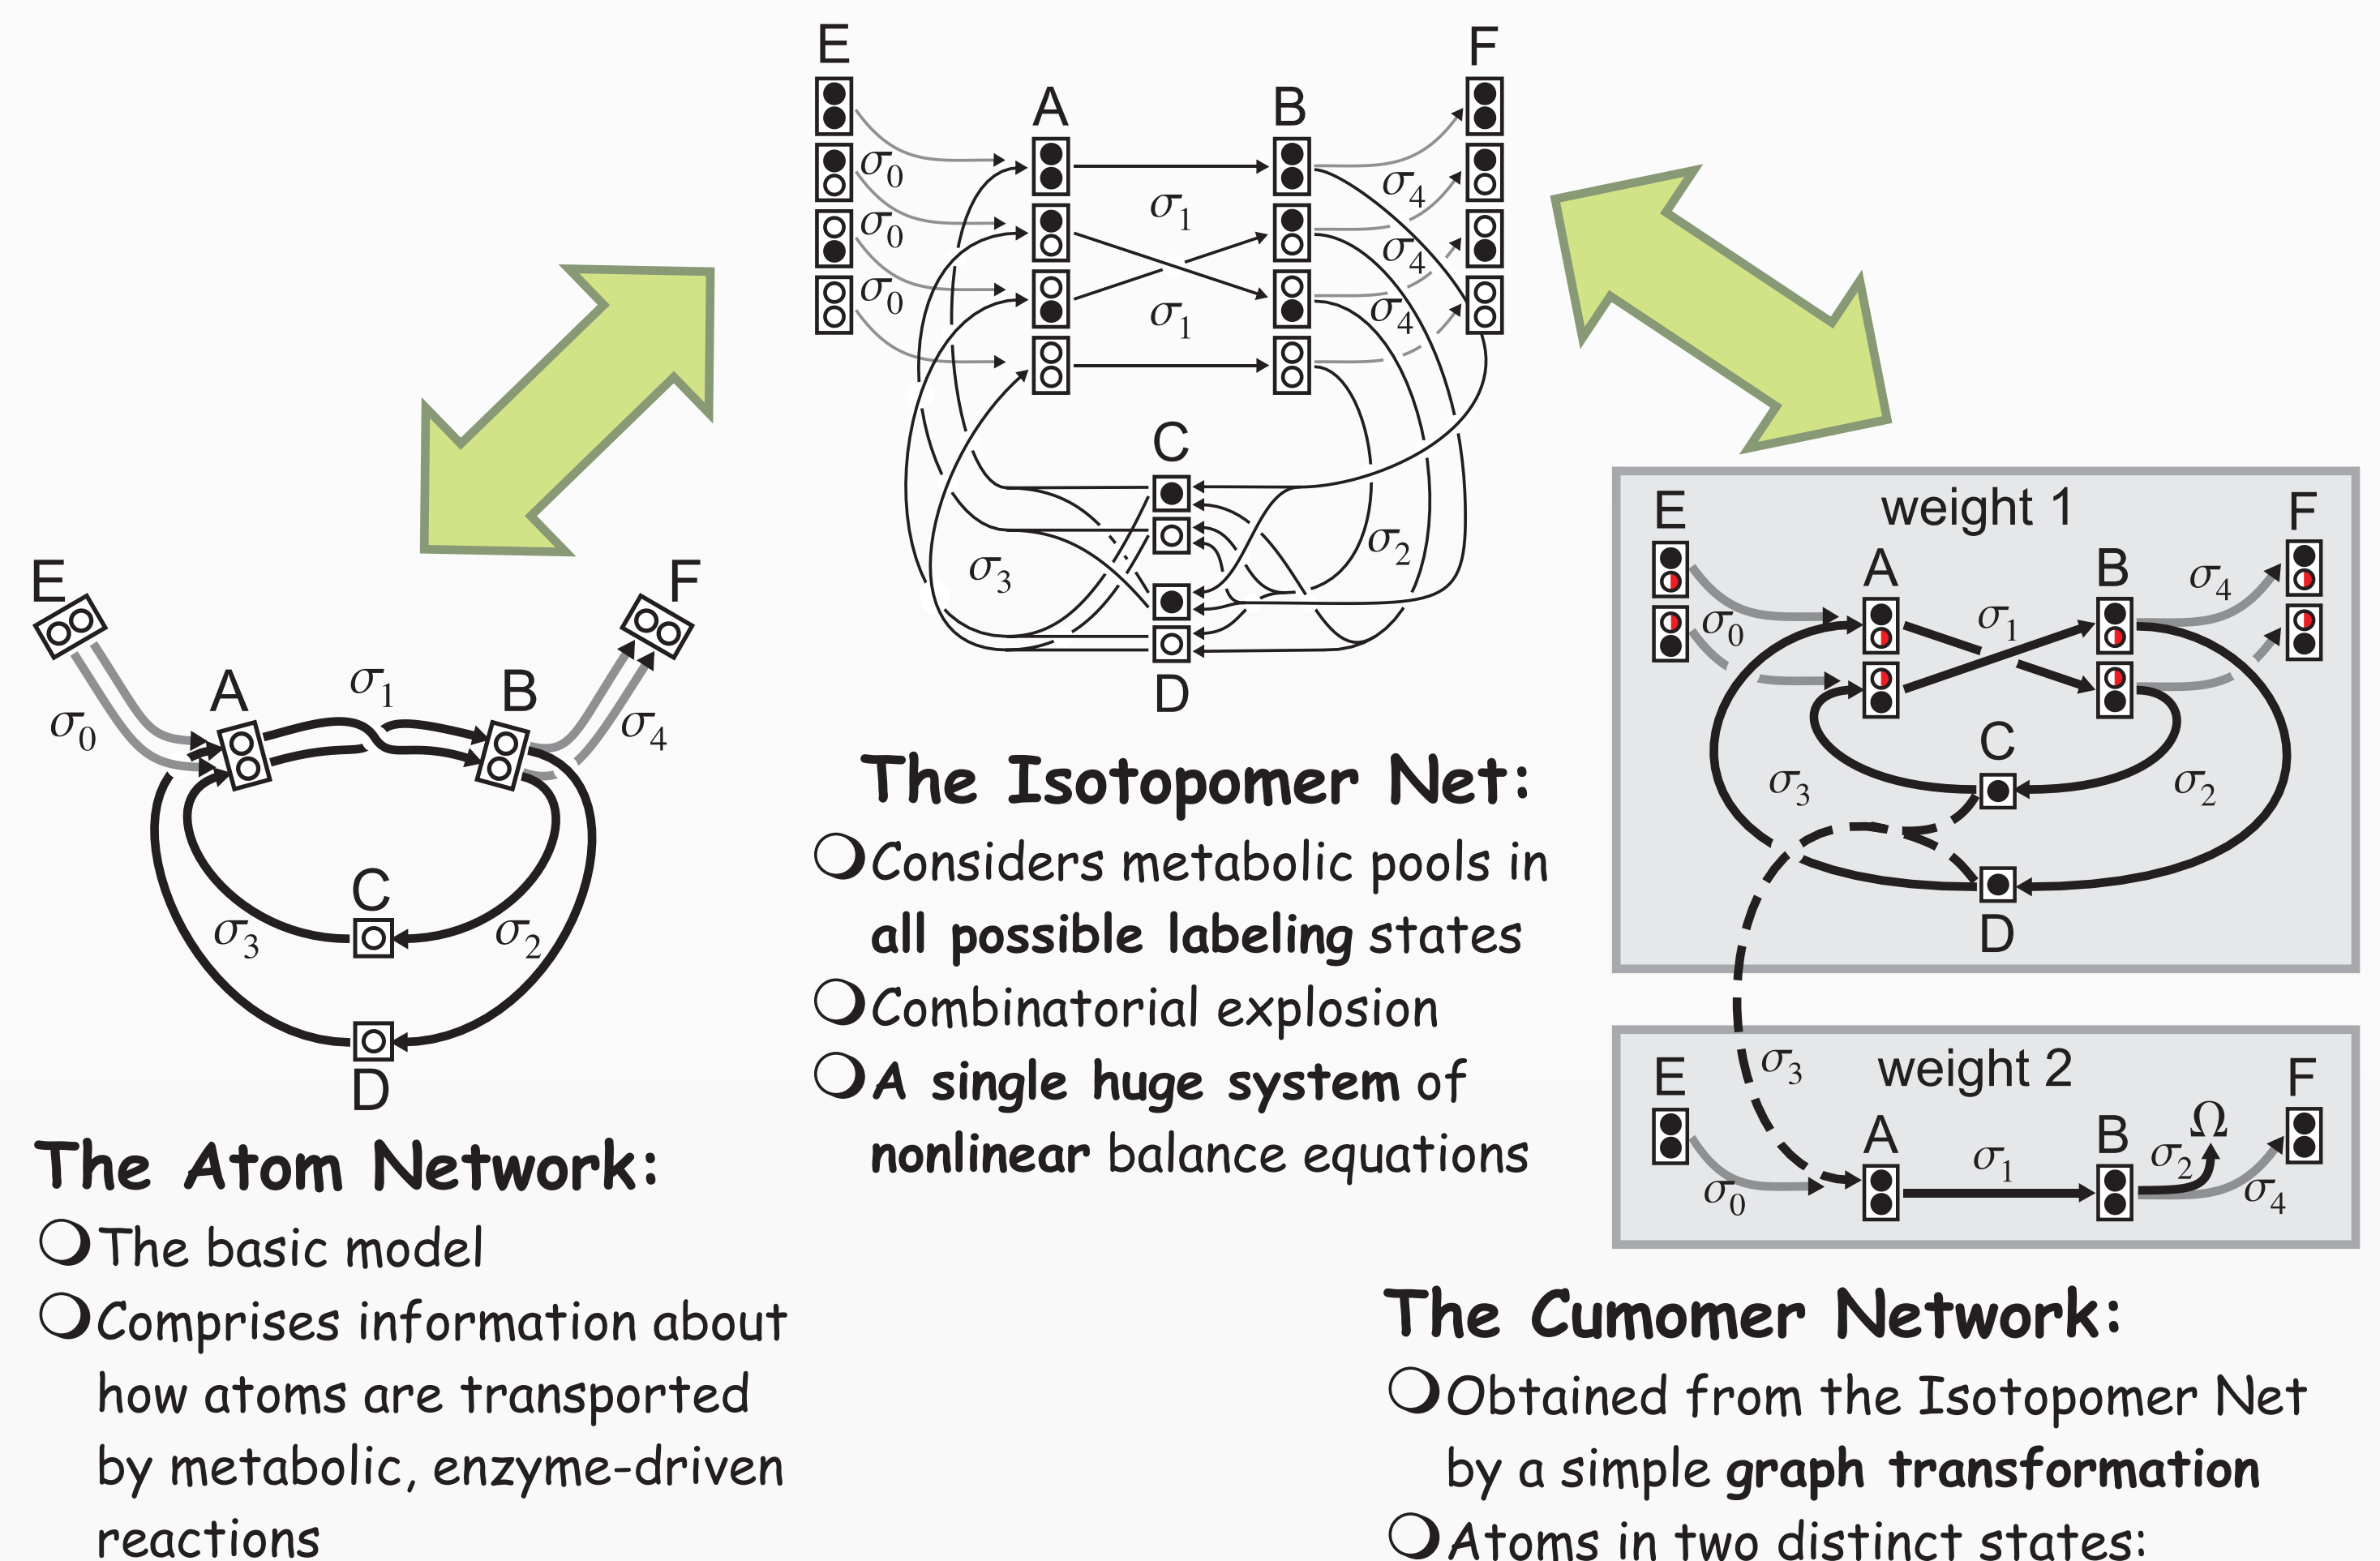 E
F
A
B
σ0
σ0
σ0
σ1
σ1
σ4
σ4
σ4
C
σ3
σ2
D
E
F
A
B
σ0
σ1
σ4
C
σ3
σ2
D
weight 1
E
F
A
B
σ0
σ1
σ4
C
σ3
σ2
D
σ3
weight 2
E
F
A
B
Ω
σ0
σ1
σ2
σ4
The Atom Network:
The basic model
Comprises information about
how atoms are transported
by metabolic, enzyme-driven
reactions
The Isotopomer Net:
Considers metabolic pools in
all possible labeling states
Combinatorial explosion
A single huge system of
nonlinear balance equations
The Cumomer Network:
Obtained from the Isotopomer Net
by a simple graph transformation
Atoms in two distinct states: